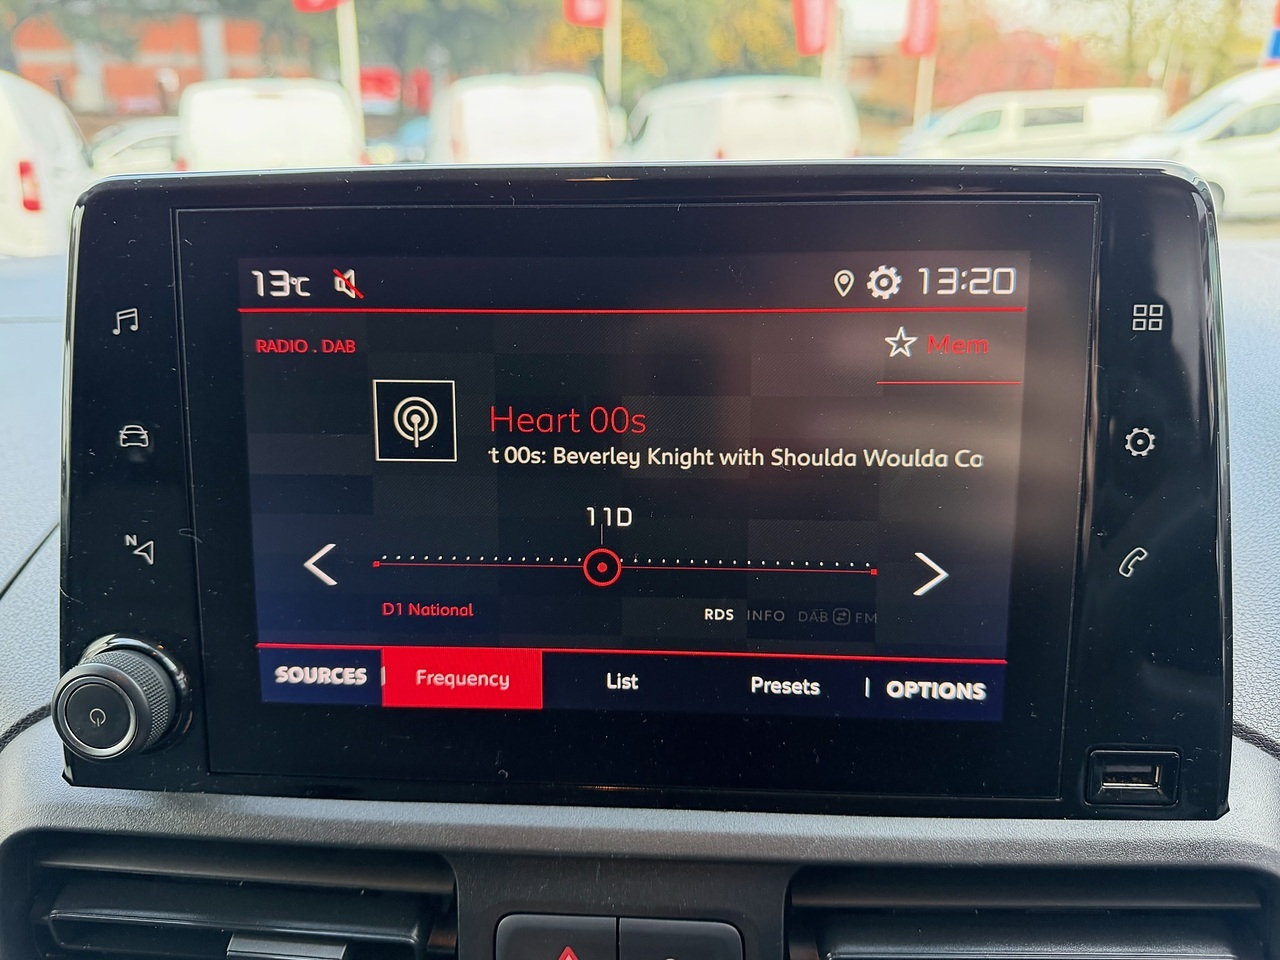 13°C 13:20
RADIO . DAB Mem
Heart 00s
t 00s: Beverley Knight with Shoulda Woulda Co
11D
D1 National RDS INFO DAB FM
SOURCES Frequency List Presets OPTIONS
N